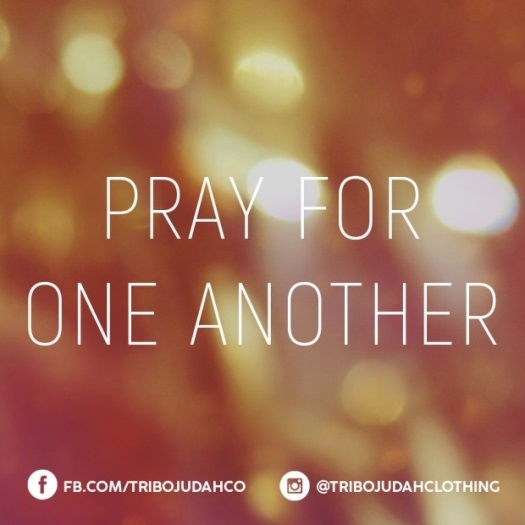 PRAY FOR
ONE ANOTHER
FB.COM/TRIBOJUDAHCO @TRIBOJUDAHCLOTHING